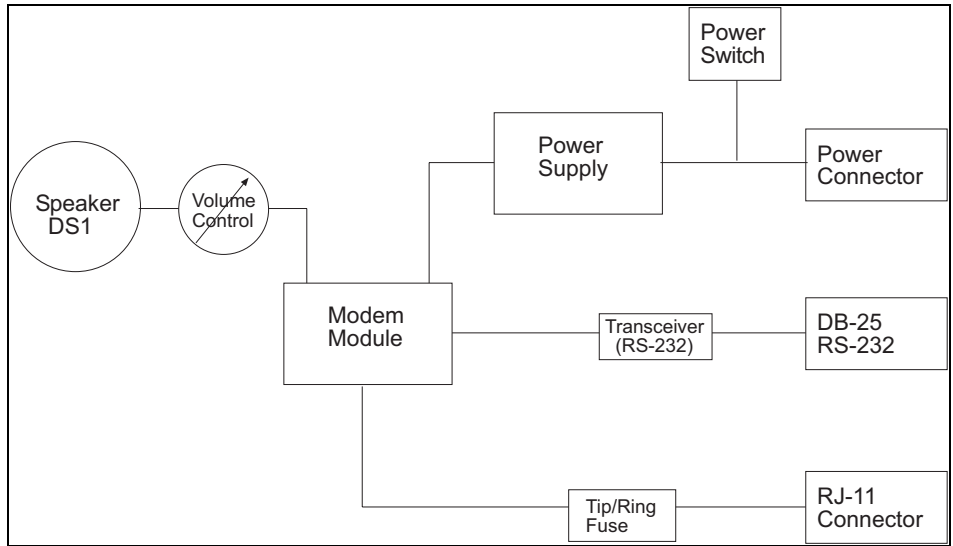 Power
Switch
Power
Supply
Power
Connector
Speaker
DS1
Volume
Control
Modem
Module
Transceiver
(RS-232)
DB-25
RS-232
Tip/Ring
Fuse
RJ-11
Connector